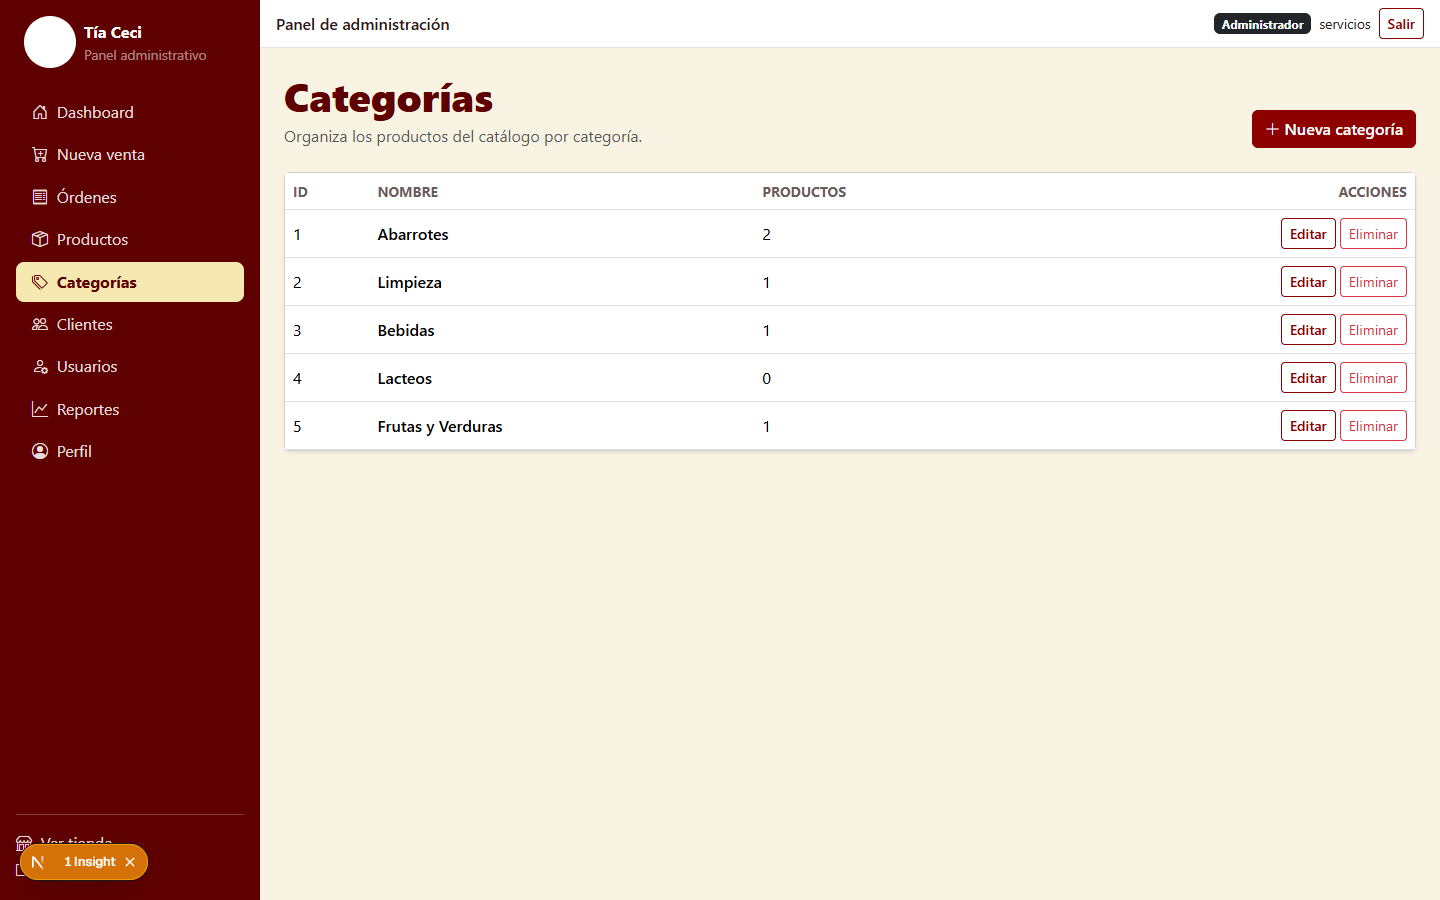 Tía Ceci
Panel administrativo
Dashboard
Nueva venta
Órdenes
Productos
Categorías
Clientes
Usuarios
Reportes
Perfil
Ver tienda
N 1 Insight
Panel de administración
Administrador servicios Salir
Categorías
Organiza los productos del catálogo por categoría.
Nueva categoría
ID NOMBRE PRODUCTOS ACCIONES
1 Abarrotes 2 Editar Eliminar
2 Limpieza 1 Editar Eliminar
3 Bebidas 1 Editar Eliminar
4 Lacteos 0 Editar Eliminar
5 Frutas y Verduras 1 Editar Eliminar